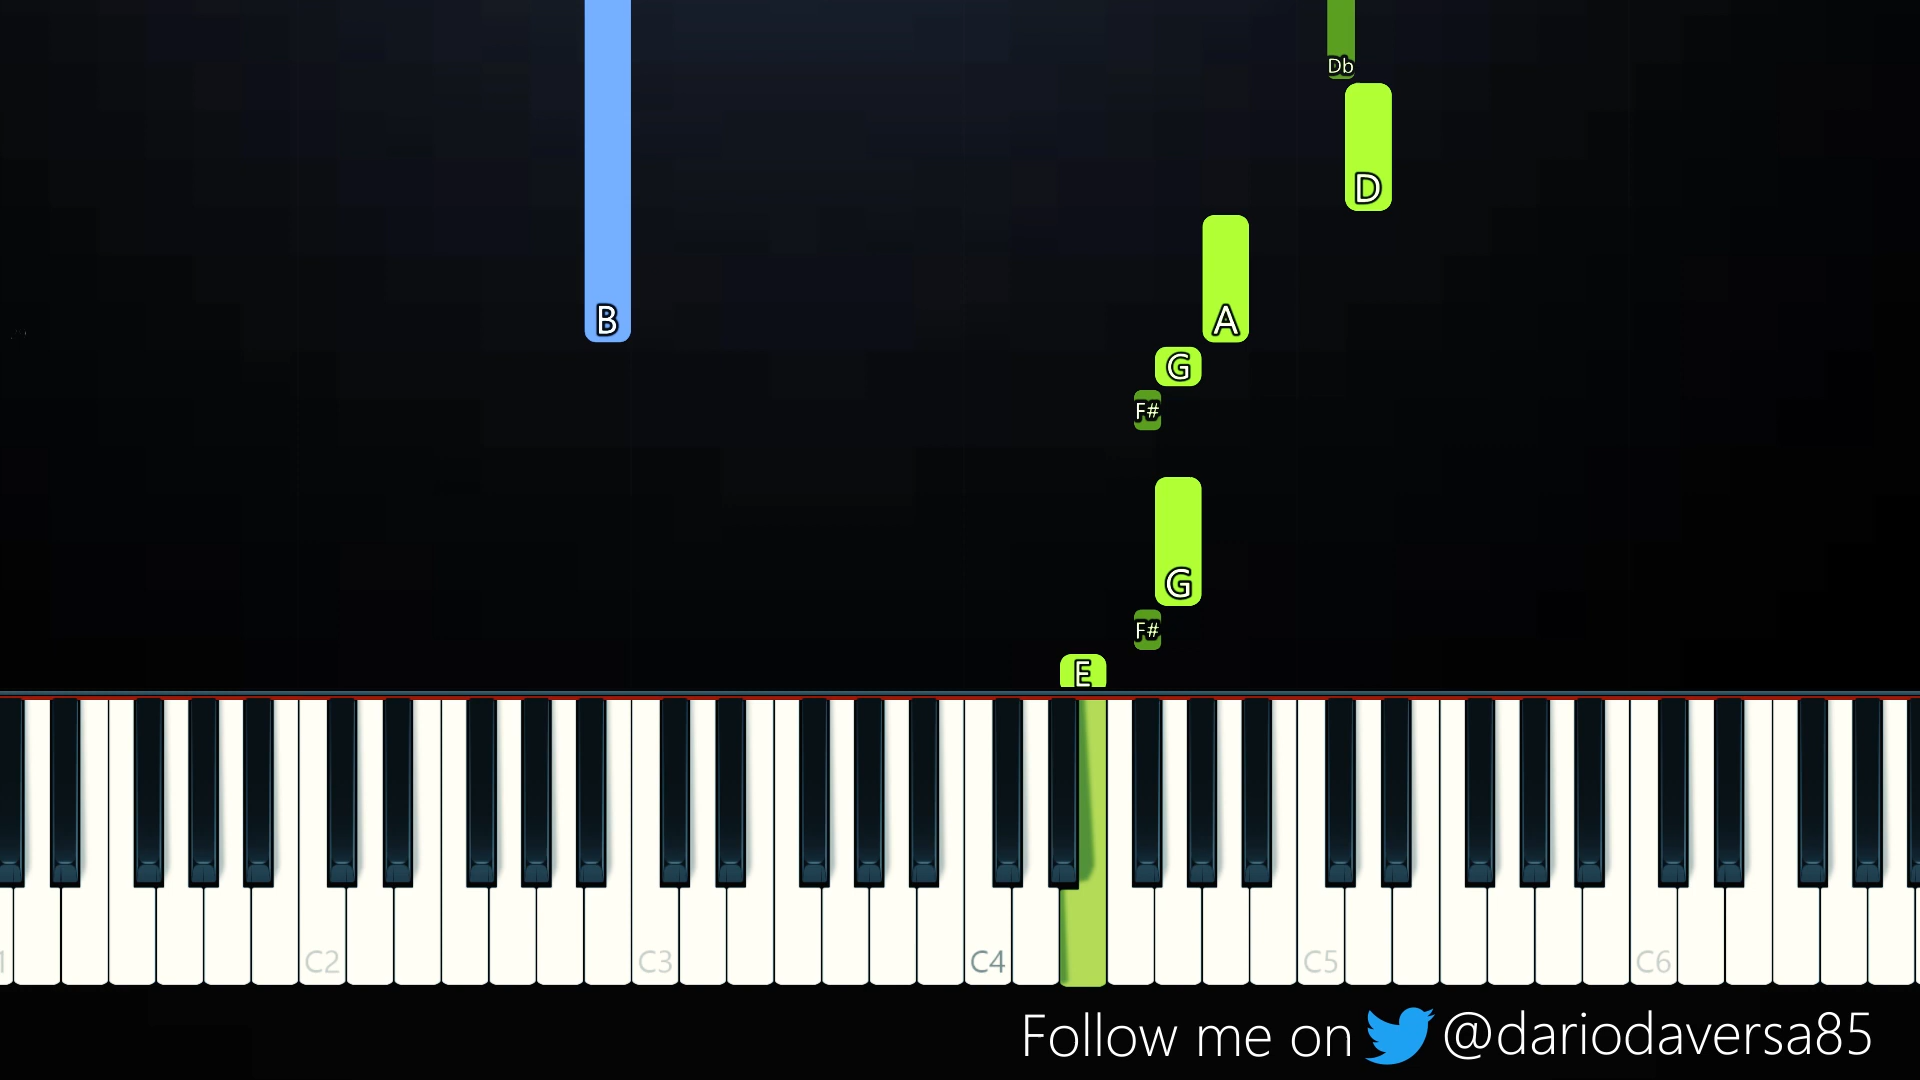 Db
D
B
A
G
F#
G
F#
E
C2
C3
C4
C5
C6
Follow me on @dariodaversa85